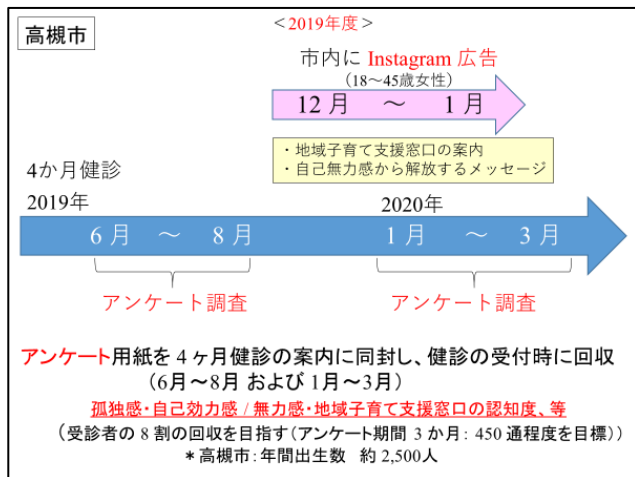 高槻市
＜2019年度＞
市内に Instagram 広告
（18～45歳女性）
12 月 ～ 1 月
・地域子育て支援窓口の案内
・自己無力感から解放するメッセージ
4か月健診
2019年
2020年
6 月 ～ 8 月
1 月 ～ 3 月
アンケート調査
アンケート調査
アンケート用紙を 4 ヶ月健診の案内に同封し、健診の受付時に回収
（6月～8月 および 1月～3月）
孤独感・自己効力感 / 無力感・地域子育て支援窓口の認知度、等
（受診者の 8 割の回収を目指す（アンケート期間 3 か月： 450 通程度を目標））
＊高槻市：年間出生数 約 2,500人